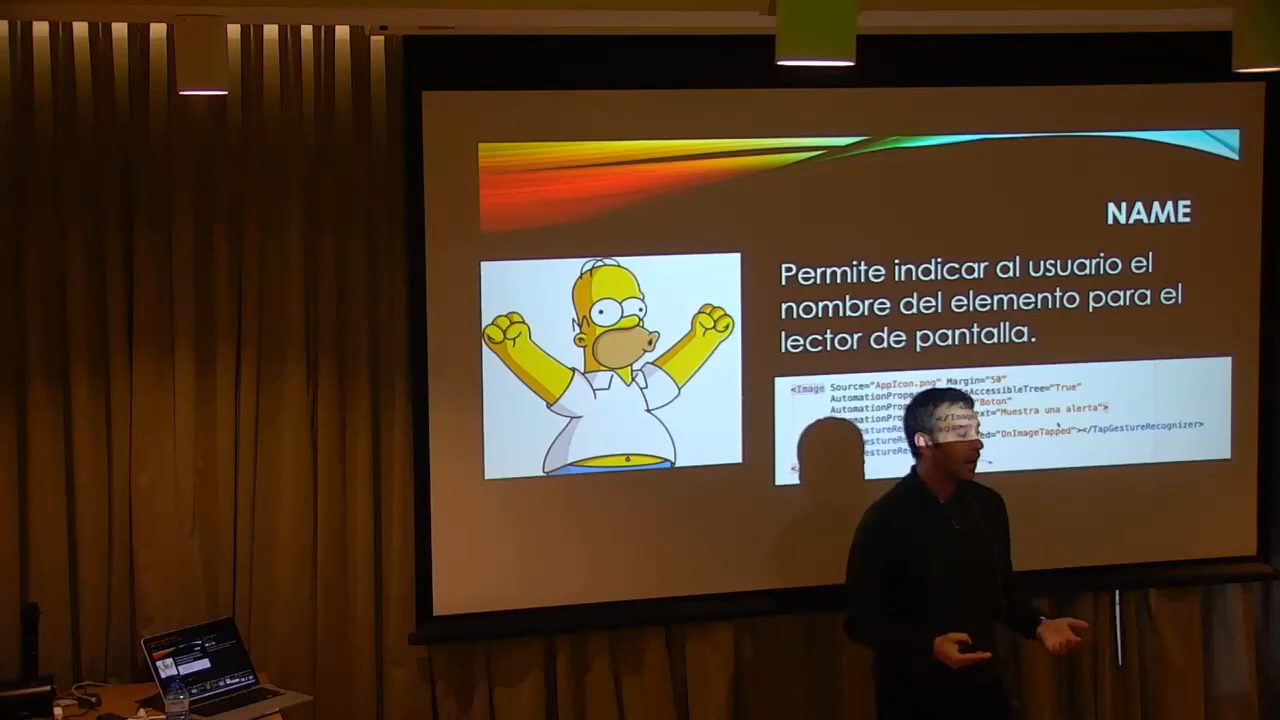 NAME
Permite indicar al usuario el
nombre del elemento para el
lector de pantalla.
<Image Source="AppIcon.png" Margin="50"
AccessibleTree="True"
"Boton"
"Muestra una alerta">
="OnImageTapped"></TapGestureRecognizer>